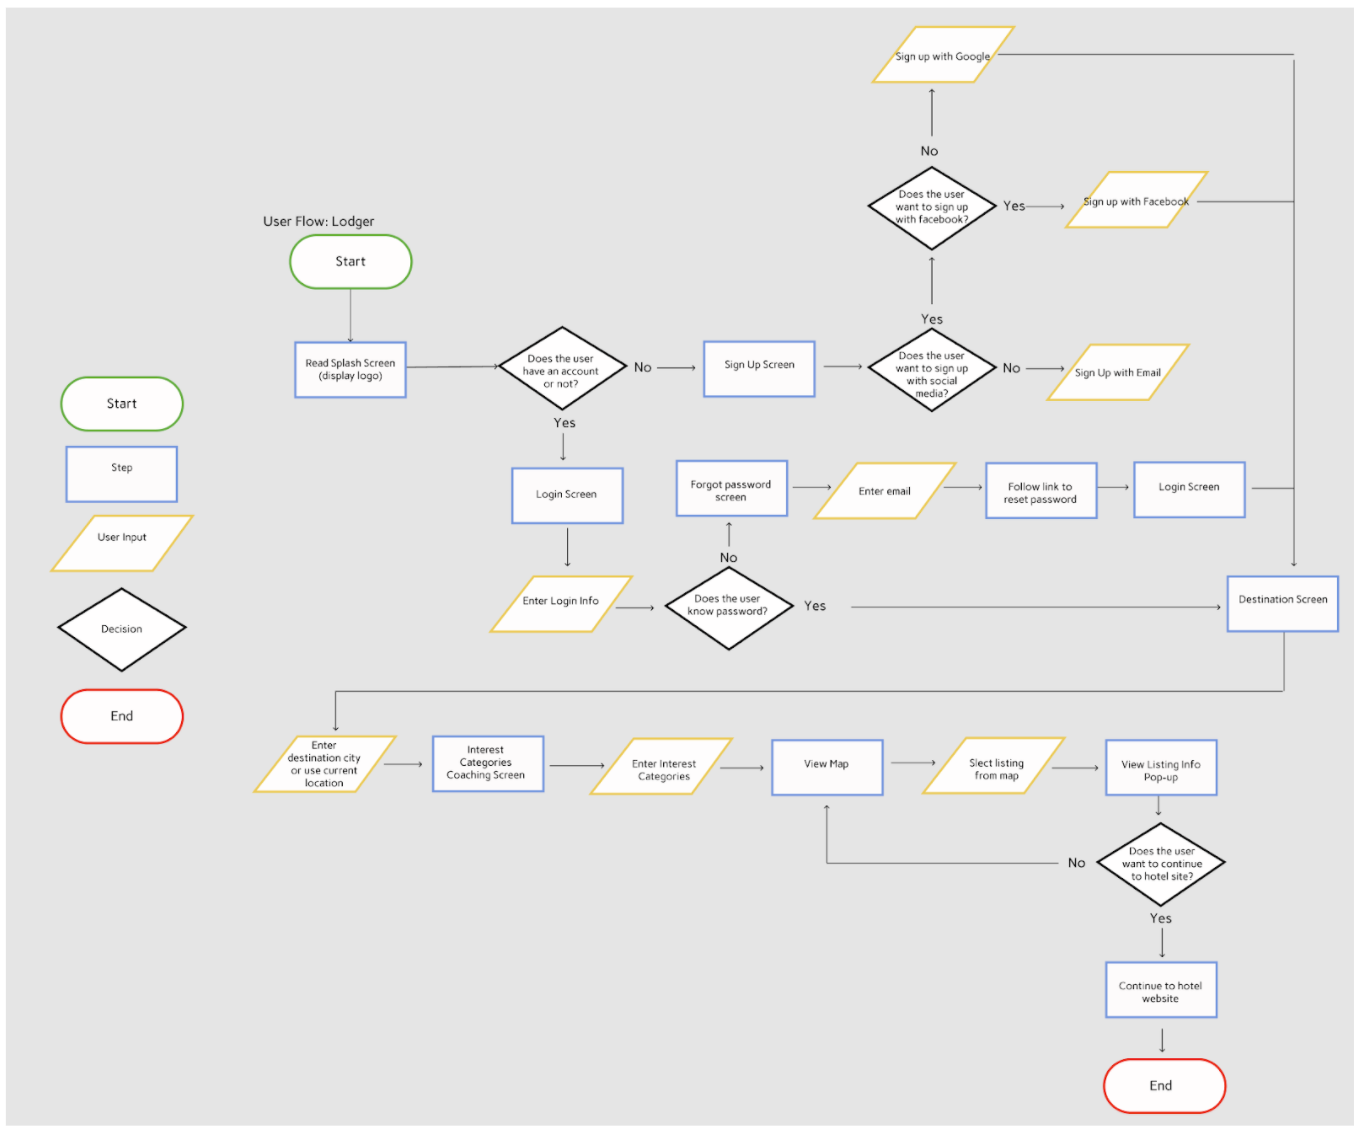 Sign up with Google
No
Does the user
want to sign up
with facebook?
Yes
Sign up with Facebook
User Flow: Lodger
Start
Yes
Read Splash Screen
(display logo)
Does the user
have an account
or not?
No
Sign Up Screen
Does the user
want to sign up
with social
media?
No
Sign Up with Email
Start
Yes
Step
Login Screen
Forgot password
screen
Enter email
Follow link to
reset password
Login Screen
User Input
No
Enter Login Info
Does the user
know password?
Yes
Destination Screen
Decision
End
Enter
destination city
or use current
location
Interest
Categories
Coaching Screen
Enter Interest
Categories
View Map
Slect listing
from map
View Listing Info
Pop-up
No
Does the user
want to continue
to hotel site?
Yes
Continue to hotel
website
End